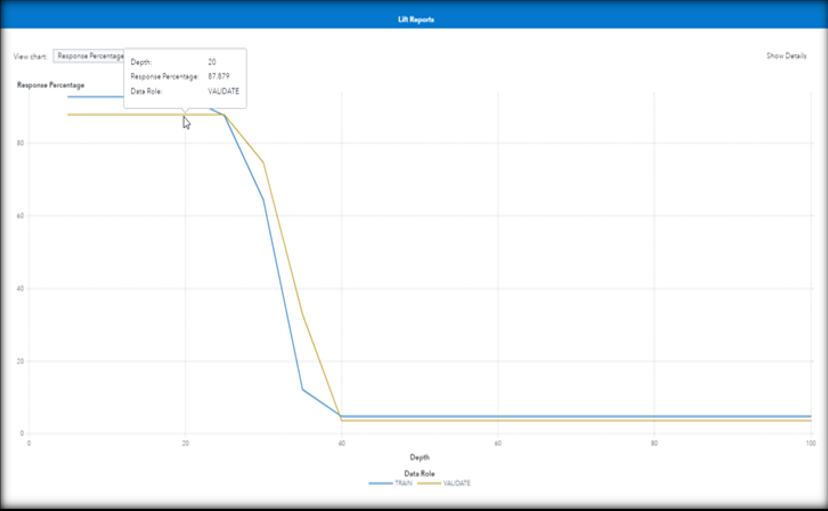 Lift Reports
View chart: Response Percentage
Show Details
Depth: 20
Response Percentage: 87.879
Data Role: VALIDATE
Response Percentage
80
60
40
20
0
0 20 40 60 80 100
Depth
Data Role
TRAIN VALIDATE